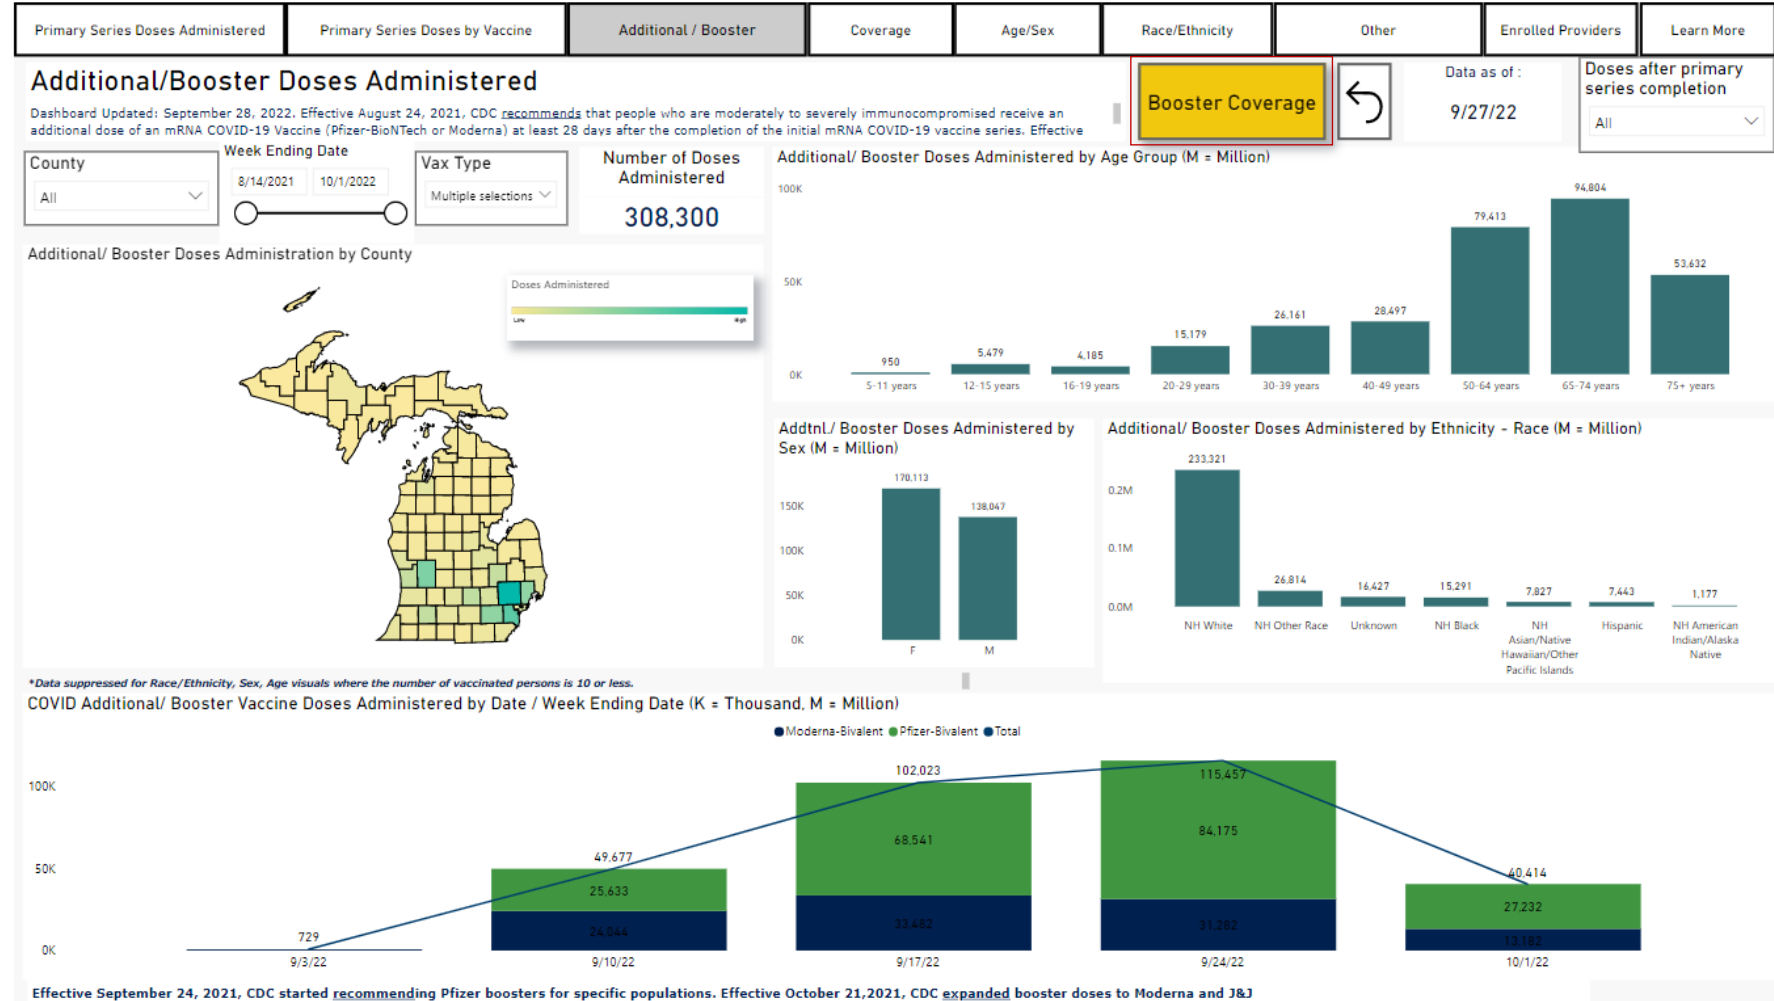 Primary Series Doses Administered
Primary Series Doses by Vaccine
Additional / Booster
Coverage
Age/Sex
Race/Ethnicity
Other
Enrolled Providers
Learn More
Additional/Booster Doses Administered
Dashboard Updated: September 28, 2022. Effective August 24, 2021, CDC recommends that people who are moderately to severely immunocompromised receive an
additional dose of an mRNA COVID-19 Vaccine (Pfizer-BioNTech or Moderna) at least 28 days after the completion of the initial mRNA COVID-19 vaccine series. Effective
Booster Coverage
Data as of :
9/27/22
Doses after primary
series completion
All
County
All
Week Ending Date
8/14/2021 10/1/2022
Vax Type
Multiple selections
Number of Doses
Administered
308,300
Additional/ Booster Doses Administered by Age Group (M = Million)
100K
50K
0K
950
5,479
4,185
15,179
26,161
28,497
79,413
94,804
53,632
5-11 years
12-15 years
16-19 years
20-29 years
30-39 years
40-49 years
50-64 years
65-74 years
75+ years
Additional/ Booster Doses Administration by County
Doses Administered
Low
High
Addtnl./ Booster Doses Administered by
Sex (M = Million)
150K
100K
50K
0K
170,113
138,047
F
M
Additional/ Booster Doses Administered by Ethnicity - Race (M = Million)
0.2M
0.1M
0.0M
233,321
26,814
16,427
15,291
7,827
7,443
1,177
NH White
NH Other Race
Unknown
NH Black
NH
Asian/Native
Hawaiian/Other
Pacific Islands
Hispanic
NH American
Indian/Alaska
Native
*Data suppressed for Race/Ethnicity, Sex, Age visuals where the number of vaccinated persons is 10 or less.
COVID Additional/ Booster Vaccine Doses Administered by Date / Week Ending Date (K = Thousand, M = Million)
Moderna-Bivalent Pfizer-Bivalent Total
100K
50K
0K
729
49,677
25,633
24,044
102,023
68,541
33,482
115,457
84,175
31,282
40,414
27,232
13,182
9/3/22
9/10/22
9/17/22
9/24/22
10/1/22
Effective September 24, 2021, CDC started recommending Pfizer boosters for specific populations. Effective October 21,2021, CDC expanded booster doses to Moderna and J&J